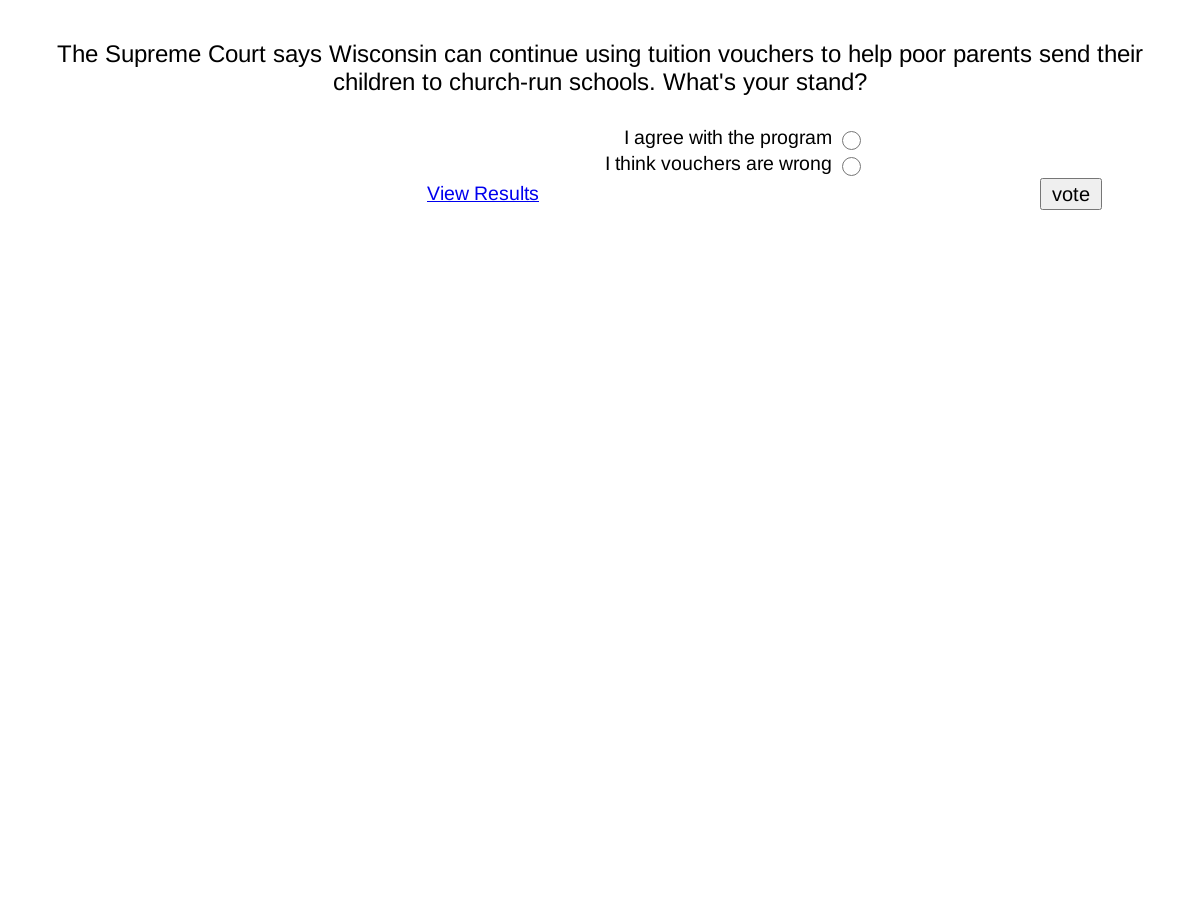 The Supreme Court says Wisconsin can continue using tuition vouchers to help poor parents send their
children to church-run schools. What's your stand?
I agree with the program
I think vouchers are wrong
View Results
vote